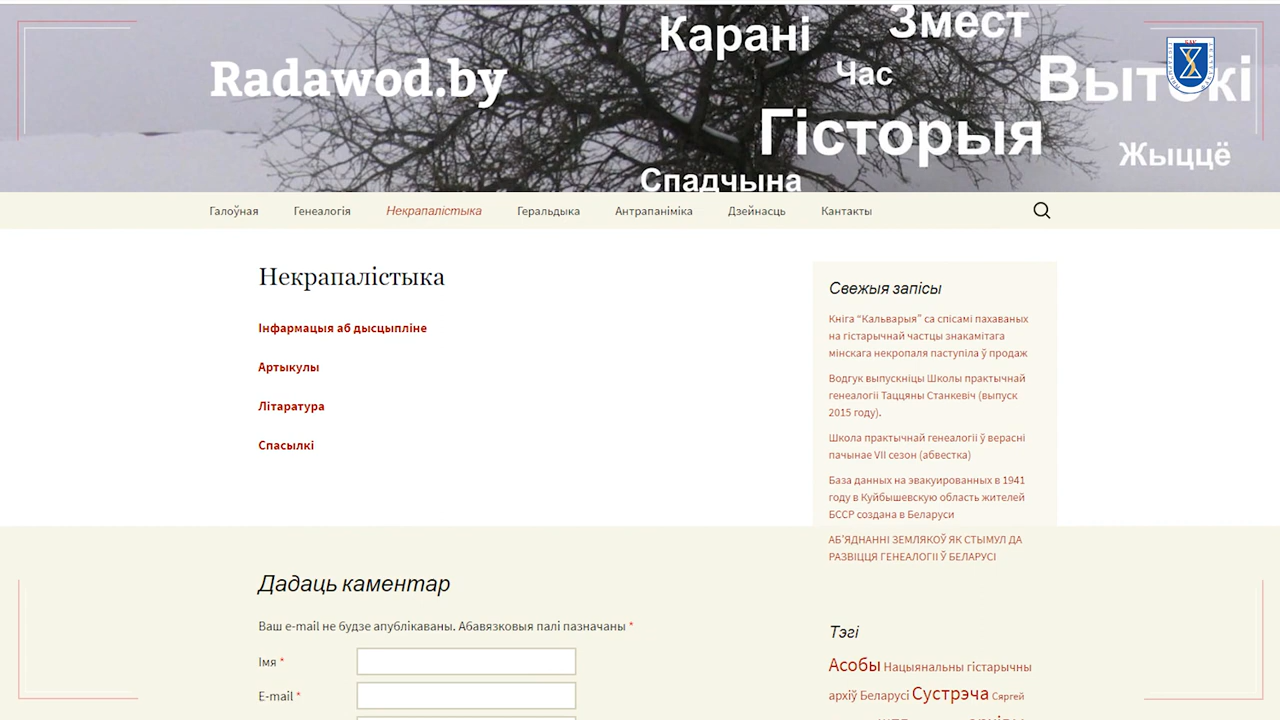 Карані
Змест
Radawod.by
Час
Вытокі
Гісторыя
Жыццё
Спадчына
Галоўная Генеалогія Некрапалістыка Геральдыка Антрапаніміка Дзейнасць Кантакты
Некрапалістыка
Інфармацыя аб дысцыпліне
Артыкулы
Літаратура
Спасылкі
Свежыя запісы
Кніга “Кальварыя” са спісамі пахаваных
на гістарычнай частцы знакамітага
мінскага некропаля паступіла ў продаж
Водгук выпускніцы Школы практычнай
генеалогіі Таццяны Станкевіч (выпуск
2015 году).
Школа практычнай генеалогіі ў верасні
пачынае VII сезон (абвестка)
База данных на эвакуированных в 1941
году в Куйбышевскую область жителей
БССР создана в Беларуси
АБ’ЯДНАННІ ЗЕМЛЯКОЎ ЯК СТЫМУЛ ДА
РАЗВІЦЦЯ ГЕНЕАЛОГІІ Ў БЕЛАРУСІ
Дадаць каментар
Ваш e-mail не будзе апублікаваны. Абавязковыя палі пазначаны *
Імя *
E-mail *
Тэгі
Асобы Нацыянальны гістарычны
архіў Беларусі Сустрэча Сяргей